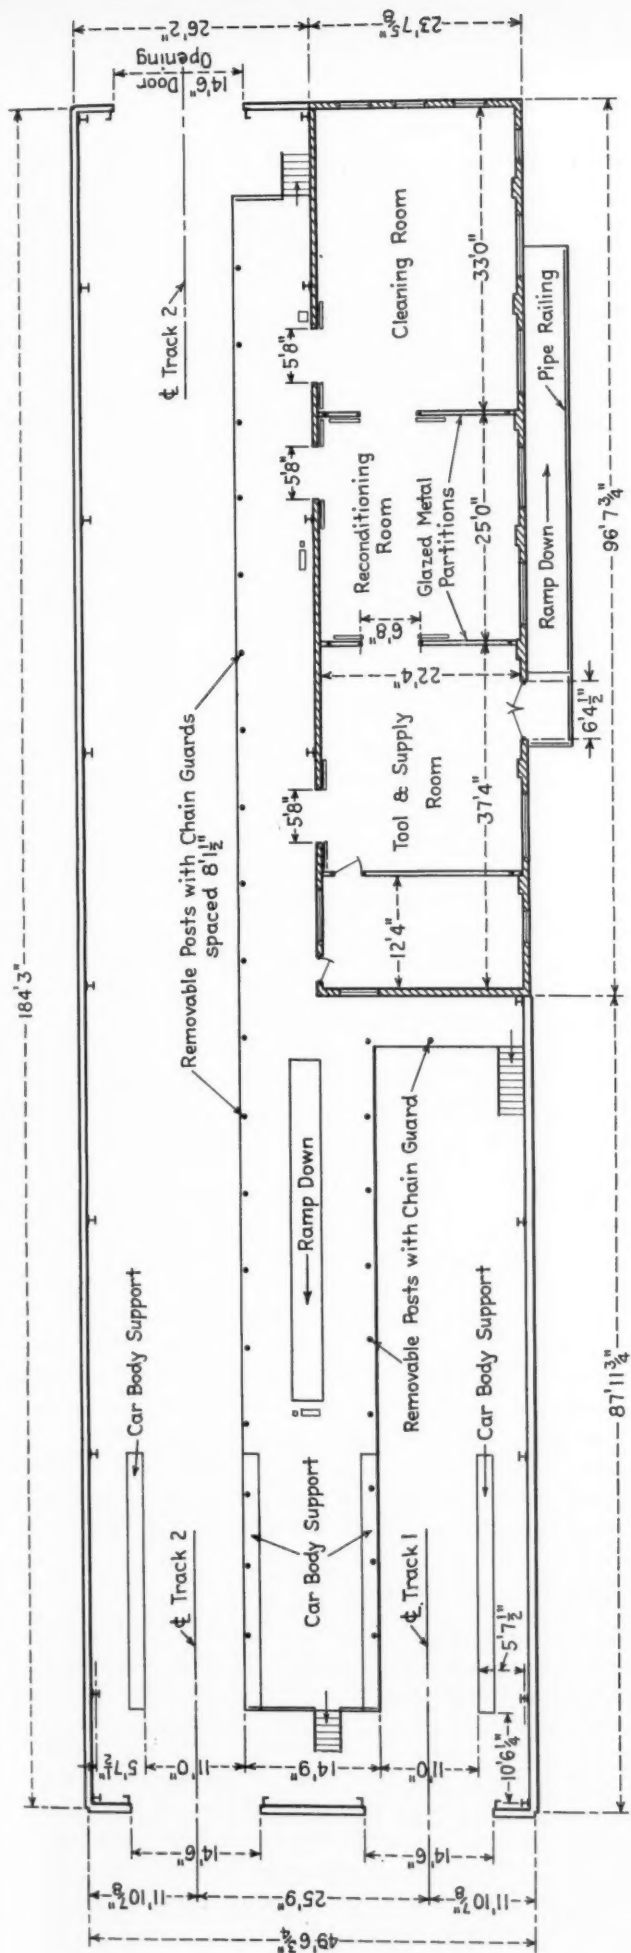 184'3"
26'2"
14'6" Door
Opening
23'7 5/8"
℄ Track 2
Cleaning Room
33'0"
5'8"
5'8"
Reconditioning
Room
Glazed Metal
Partitions
25'0"
6'8"
Pipe Railing
Ramp Down
96'7 3/4"
Removable Posts with Chain Guards
spaced 8'1 1/2"
22'4"
6'4 1/2"
5'8"
Tool & Supply
Room
37'4"
12'4"
Ramp Down
Removable Posts with Chain Guard
Car Body Support
Car Body Support
Car Body Support
87'11 3/4"
℄ Track 2
℄ Track 1
5'7 1/2"
10'6 1/4"
5'7 1/2"
11'0"
14'9"
11'0"
14'6"
14'6"
11'10 7/8"
25'9"
11'10 7/8"
49'6 3/4"